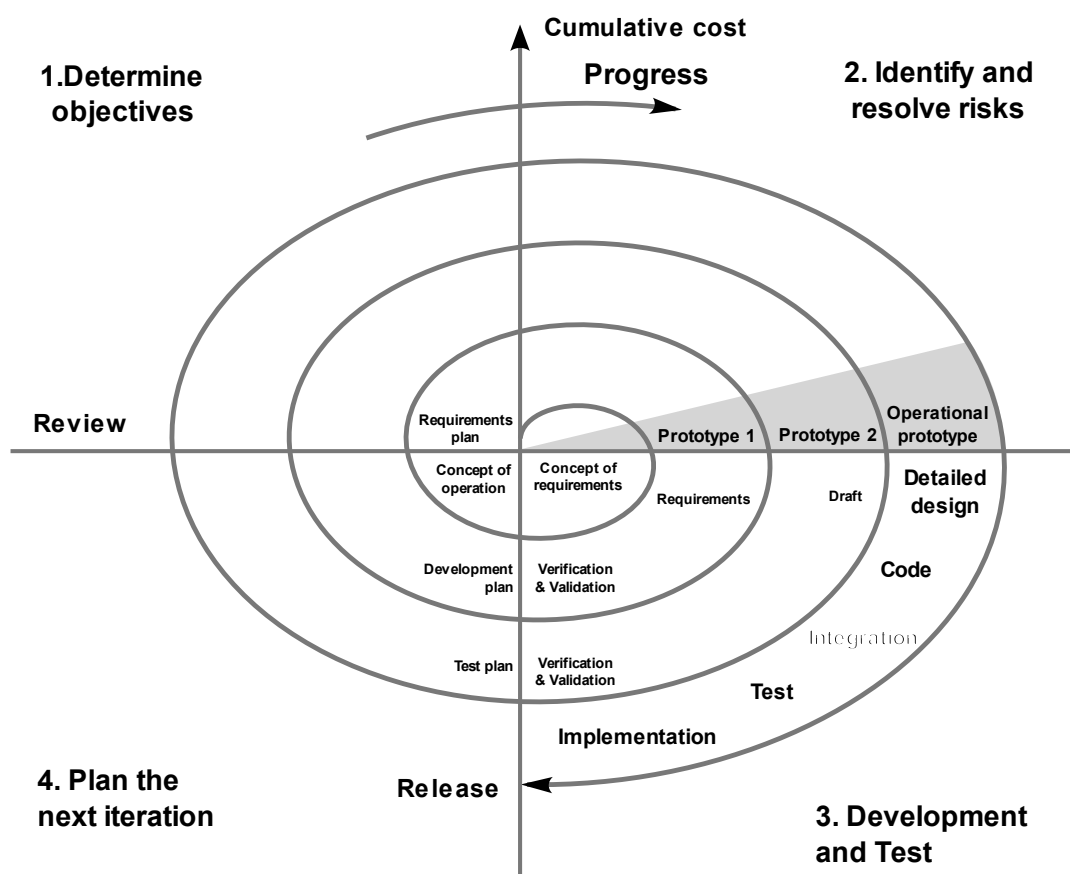 Cumulative cost
Progress
1.Determine
objectives
2. Identify and
resolve risks
Review
Requirements
plan
Prototype 1
Prototype 2
Operational
prototype
Concept of
operation
Concept of
requirements
Requirements
Draft
Detailed
design
Development
plan
Verification
& Validation
Code
Integration
Test plan
Verification
& Validation
Test
Implementation
Release
4. Plan the
next iteration
3. Development
and Test